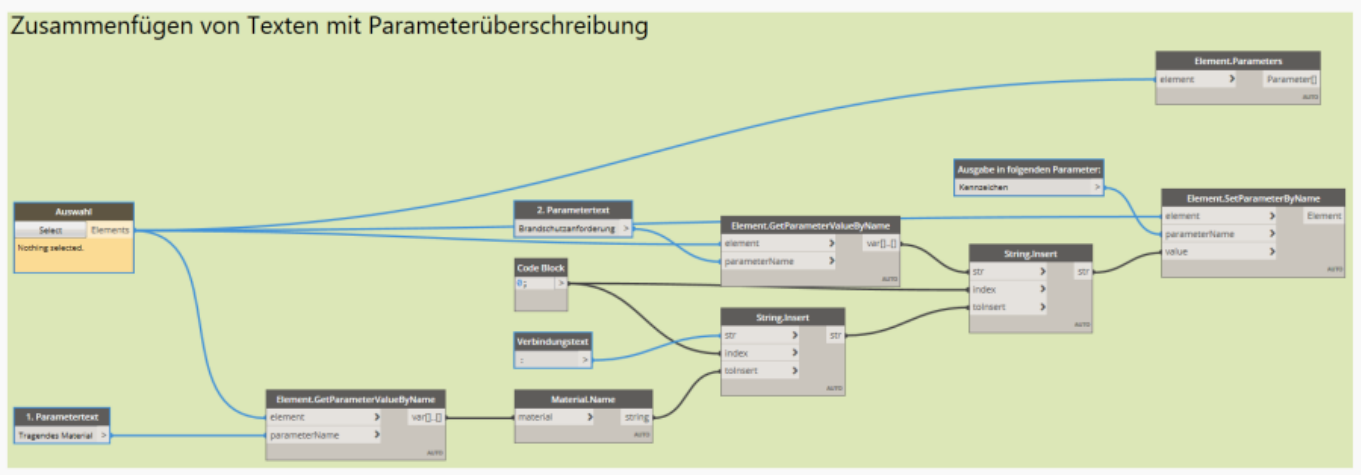 Zusammenfügen von Texten mit Parameterüberschreibung
Element.Parameters
element > Parameter[]
AUTO
Ausgabe in folgenden Parameter:
Kennzeichen >
Element.SetParameterByName
element > Element
parameterName >
value >
AUTO
Auswahl
Select Elements
Nothing selected.
2. Parametertext
Brandschutzanforderung >
Element.GetParameterValueByName
element > var[]..[]
parameterName >
AUTO
String.Insert
str > str
index >
toInsert >
AUTO
Code Block
0; >
String.Insert
str > str
index >
toInsert >
AUTO
Verbindungstext
: >
Element.GetParameterValueByName
element > var[]..[]
parameterName >
AUTO
Material.Name
material > string
AUTO
1. Parametertext
Tragendes Material >